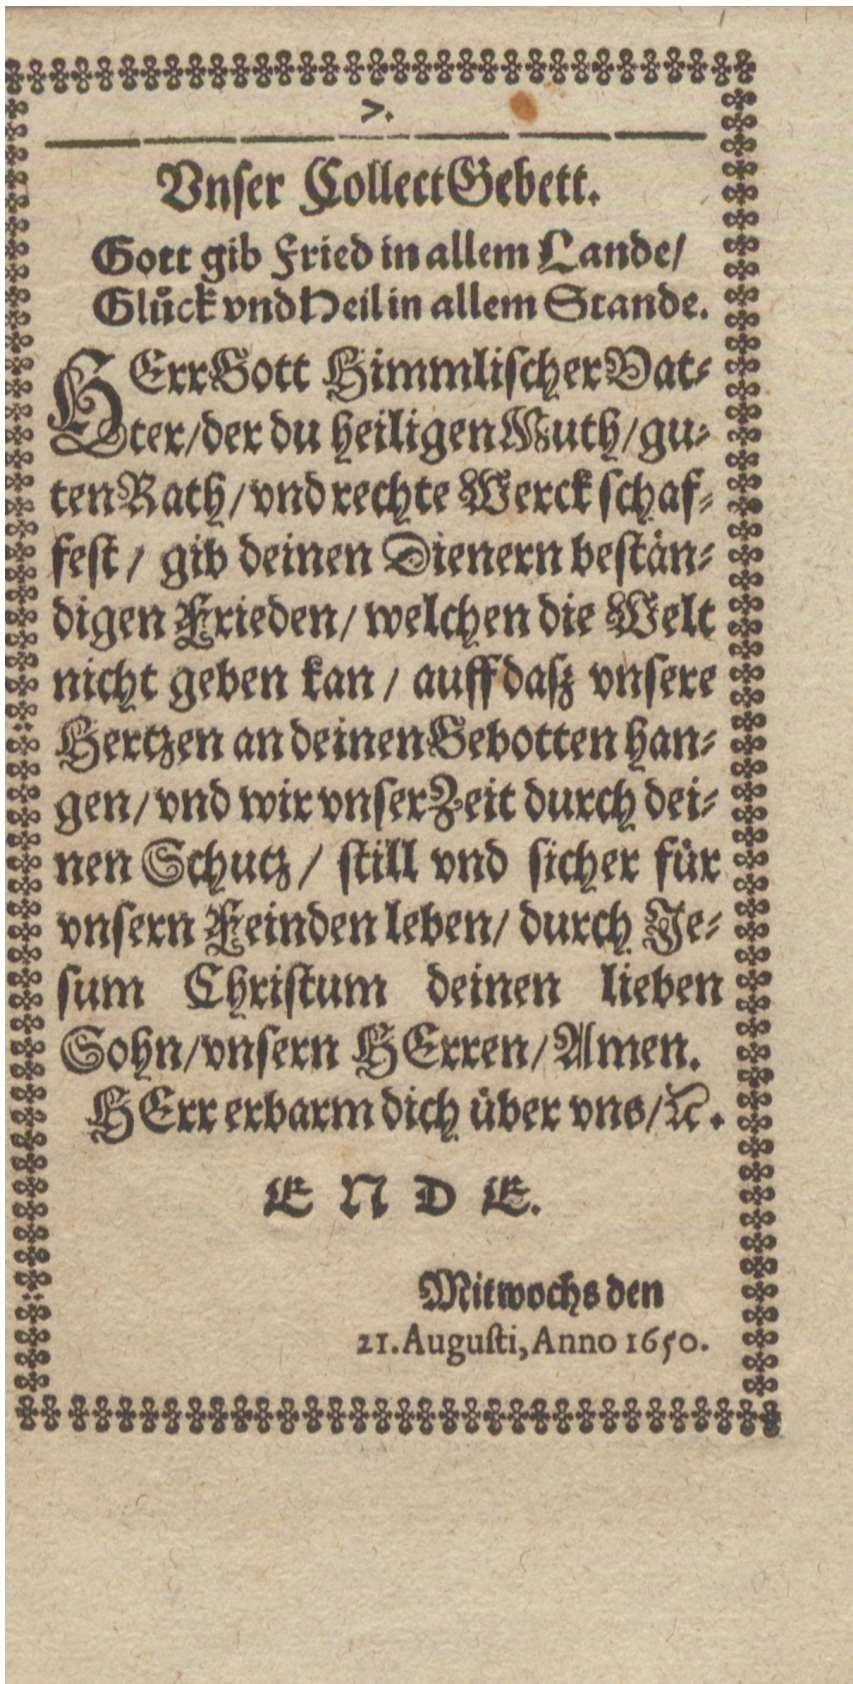 7.
Vnser CollectGebett.
Gott gib Fried in allem Lande/
Glůck vnd Heil in allem Stande.
HErr Gott Himmlischer Vat⸗
ter/der du heiligen Muth/gu⸗
ten Rath/vnd rechte Werck schaf⸗
fest/ gib deinen Dienern bestän⸗
digen Frieden/ welchen die Welt
nicht geben kan/ auff dasz vnsere
Hertzen an deinen Gebotten han⸗
gen/vnd wir vnser Zeit durch dei⸗
nen Schutz/ still vnd sicher für
vnsern Feinden leben/ durch Je⸗
sum Christum deinen lieben
Sohn/vnsern HErren/Amen.
HErr erbarm dich über vns/ꝛc.
E N D E.
Mitwochs den
21. Augusti, Anno 1650.